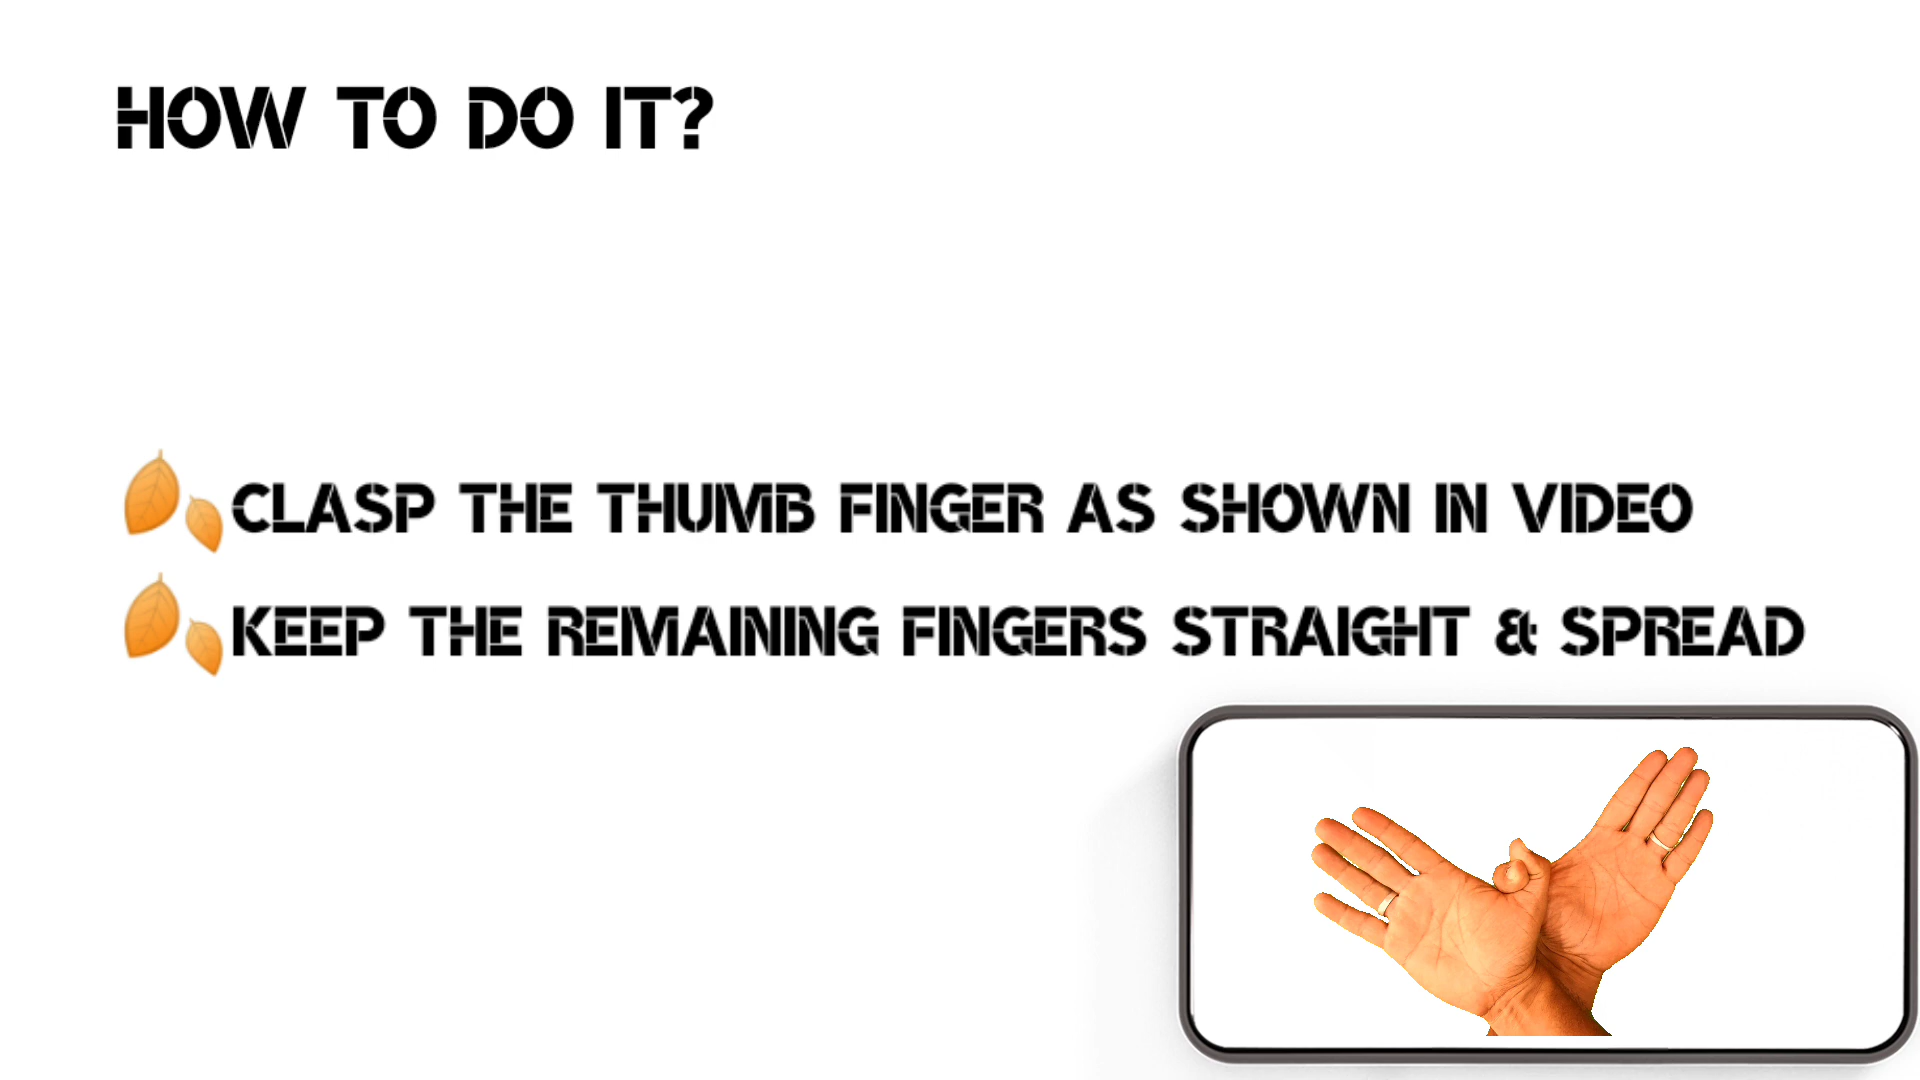 HOW TO DO IT?
CLASP THE THUMB FINGER AS SHOWN IN VIDEO
KEEP THE REMAINING FINGERS STRAIGHT & SPREAD